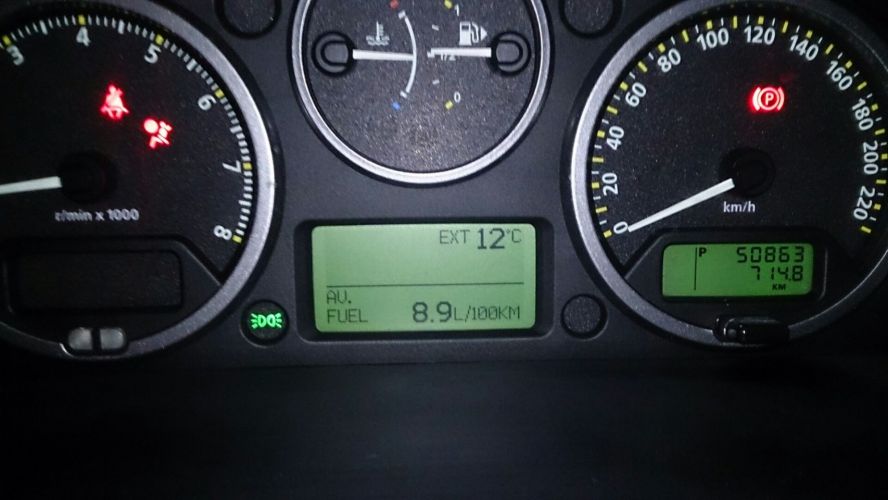 3 4 5 6 7 8
r/min x 1000
1 1/2 0
0 20 40 60 80 100 120 140 160 180 200 220
P
km/h
EXT 12°C
AV.
FUEL 8.9L/100KM
P 50863
714.8
KM